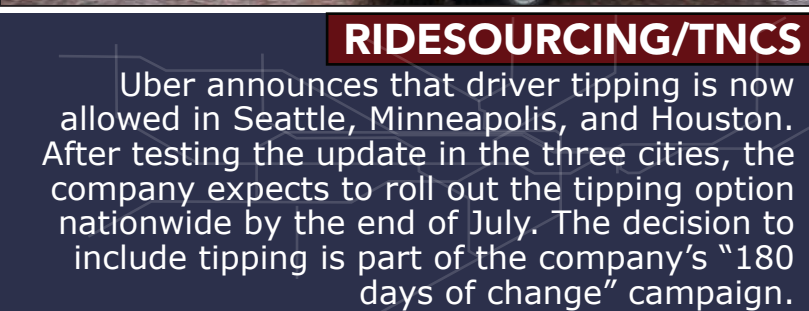 RIDESOURCING/TNCS
Uber announces that driver tipping is now
allowed in Seattle, Minneapolis, and Houston.
After testing the update in the three cities, the
company expects to roll out the tipping option
nationwide by the end of July. The decision to
include tipping is part of the company’s “180
days of change” campaign.